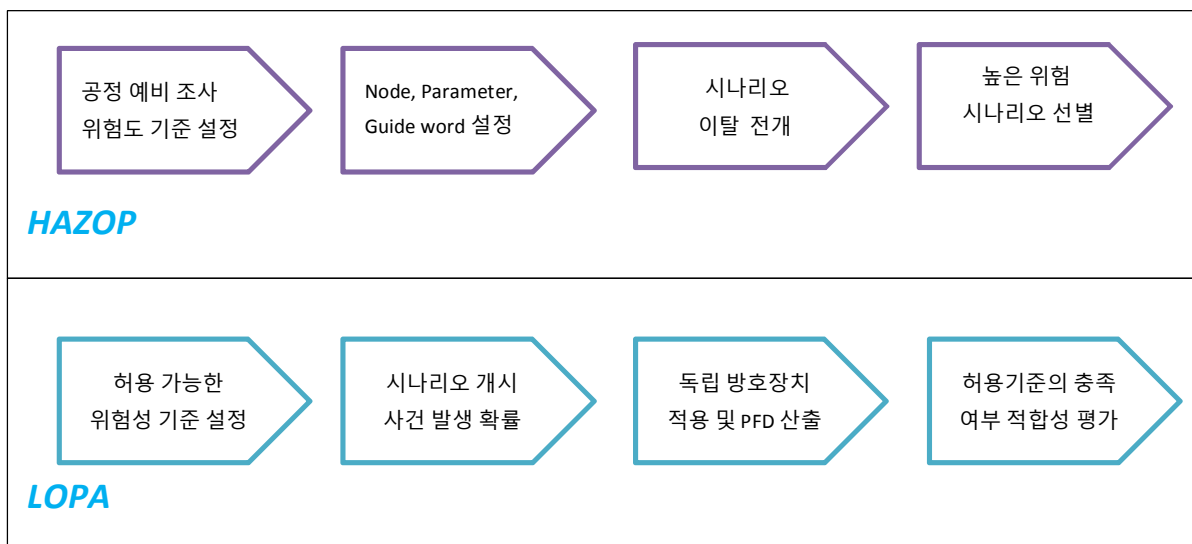 공정 예비 조사
위험도 기준 설정
Node, Parameter,
Guide word 설정
시나리오
이탈 전개
높은 위험
시나리오 선별
HAZOP
허용 가능한
위험성 기준 설정
시나리오 개시
사건 발생 확률
독립 방호장치
적용 및 PFD 산출
허용기준의 충족
여부 적합성 평가
LOPA